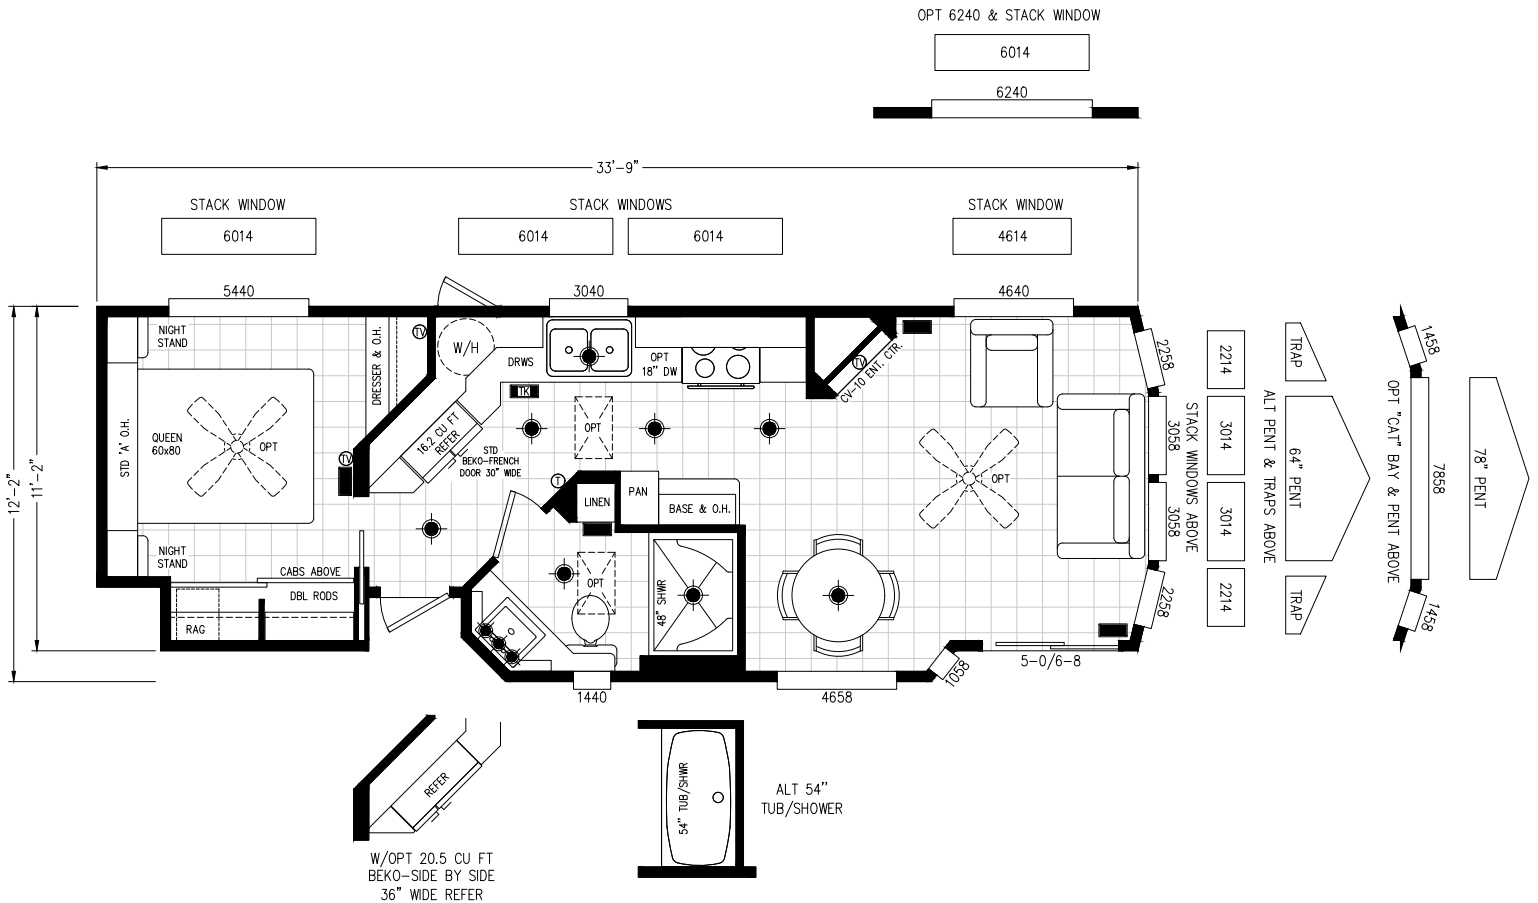 OPT 6240 & STACK WINDOW
6014
6240
33'-9"
STACK WINDOW
6014
STACK WINDOWS
6014
6014
STACK WINDOW
4614
5440
3040
4640
12'-2"
11'-2"
NIGHT
STAND
STD 'A' O.H.
QUEEN
60x80
OPT
NIGHT
STAND
DRESSER & O.H.
TV
TV
W/H
DRWS
TK
OPT
18" DW
16.2 CU FT
REFER
STD
BEKO-FRENCH
DOOR 30" WIDE
OPT
T
LINEN
PAN
BASE & O.H.
TV
CV-10 ENT. CTR.
OPT
CABS ABOVE
DBL RODS
RAG
OPT
48" SHWR
1440
4658
1058
5-0/6-8
2258
3058
3058
2258
STACK WINDOWS ABOVE
2214
3014
3014
2214
ALT PENT & TRAPS ABOVE
TRAP
64" PENT
TRAP
OPT "CAT" BAY & PENT ABOVE
1458
7858
1458
78" PENT
REFER
W/OPT 20.5 CU FT
BEKO-SIDE BY SIDE
36" WIDE REFER
54" TUB/SHWR
ALT 54"
TUB/SHOWER